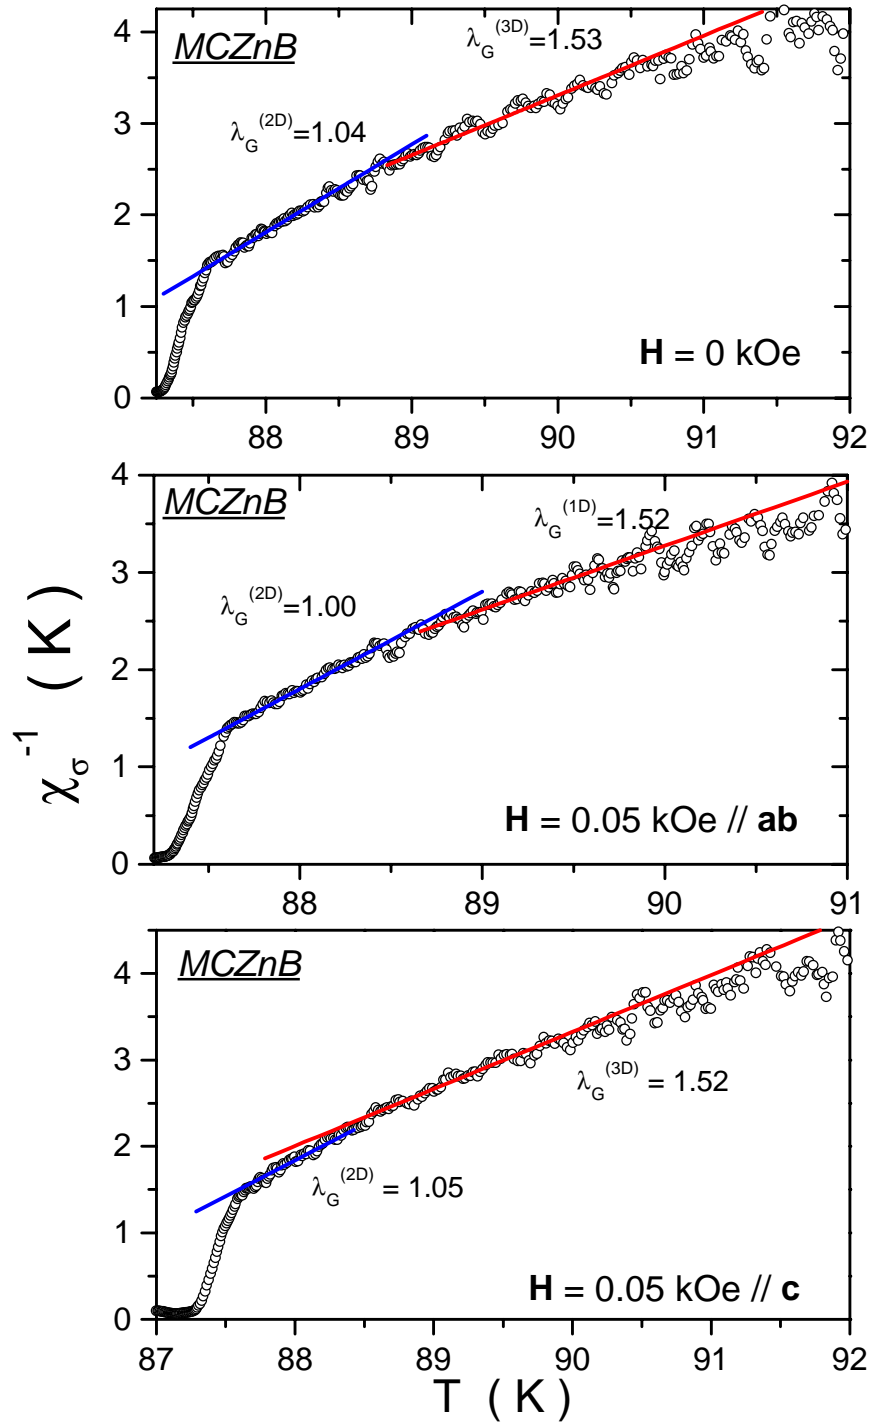 MCZnB
λG(3D)=1.53
λG(2D)=1.04
H = 0 kOe
4
3
2
1
0
88 89 90 91 92
MCZnB
λG(1D)=1.52
λG(2D)=1.00
H = 0.05 kOe // ab
4
3
2
1
0
88 89 90 91
χσ-1 ( K )
MCZnB
λG(3D) = 1.52
λG(2D) = 1.05
H = 0.05 kOe // c
4
3
2
1
0
87 88 89 90 91 92
T ( K )